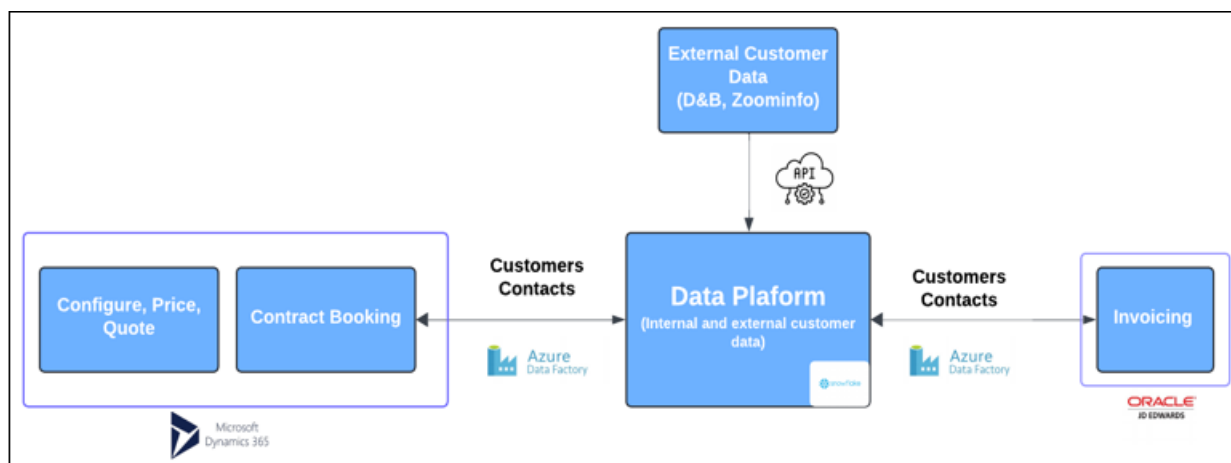 External Customer
Data
(D&B, Zoominfo)
API
Customers
Contacts
Customers
Contacts
Configure, Price,
Quote
Contract Booking
Data Plaform
(Internal and external customer
data)
Invoicing
Azure
Data Factory
Azure
Data Factory
snowflake
ORACLE
JD EDWARDS
Microsoft
Dynamics 365